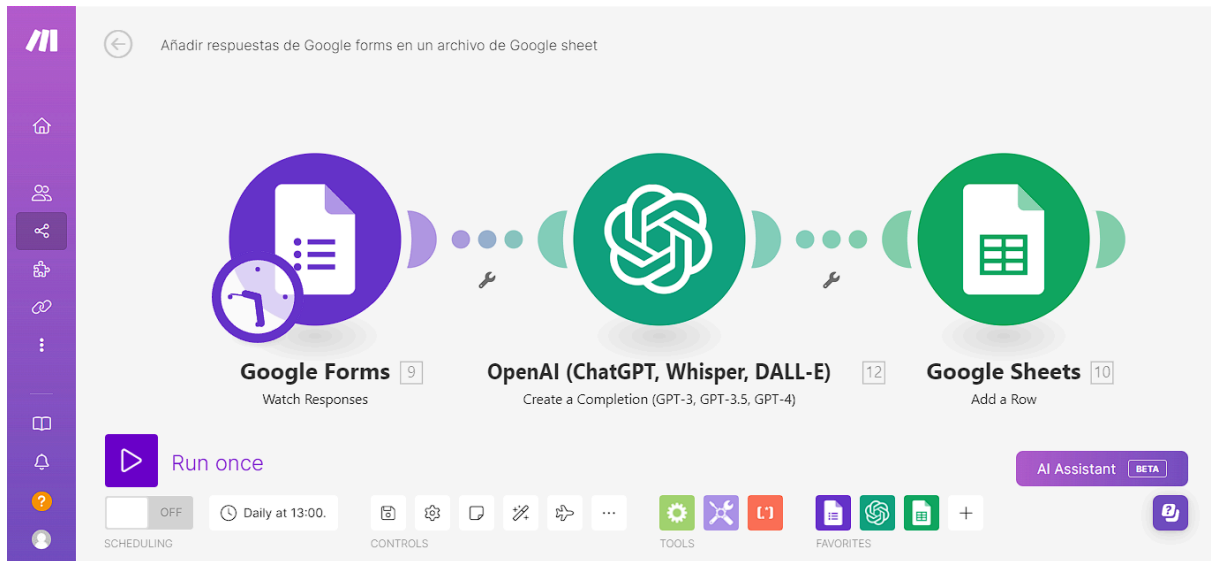 Añadir respuestas de Google forms en un archivo de Google sheet
Google Forms 9
Watch Responses
OpenAI (ChatGPT, Whisper, DALL-E) 12
Create a Completion (GPT-3, GPT-3.5, GPT-4)
Google Sheets 10
Add a Row
Run once
AI Assistant BETA
OFF
Daily at 13:00.
SCHEDULING
CONTROLS
TOOLS
FAVORITES